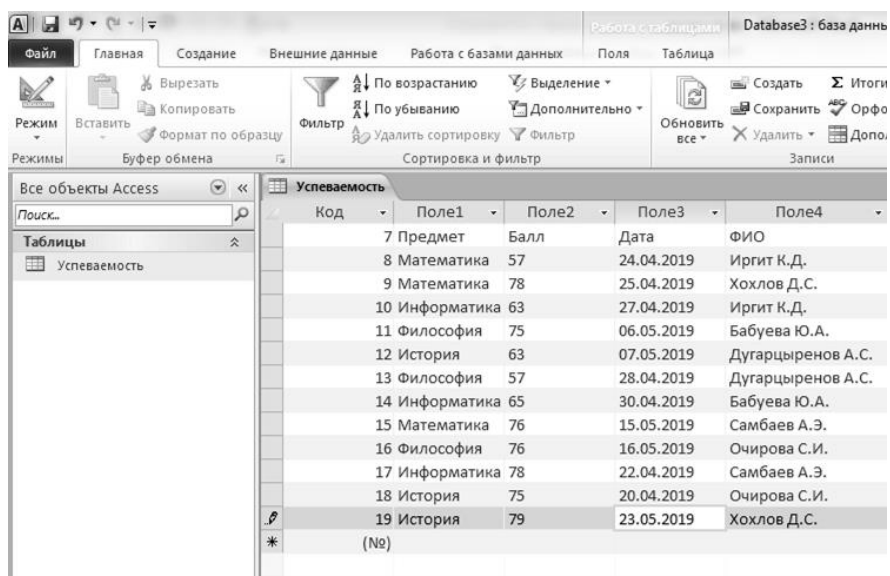 Работа с таблицами Database3 : база данны
Файл Главная Создание Внешние данные Работа с базами данных Поля Таблица
Режим
Вставить
Вырезать
Копировать
Формат по образцу
Фильтр
По возрастанию
По убыванию
Удалить сортировку
Выделение
Дополнительно
Фильтр
Обновить
все
Создать
Сохранить
Удалить
Σ Итоги
Орфо
Допол
Режимы Буфер обмена Сортировка и фильтр Записи
Все объекты Access
Поиск...
Таблицы
Успеваемость
Успеваемость
Код Поле1 Поле2 Поле3 Поле4
7 Предмет Балл Дата ФИО
8 Математика 57 24.04.2019 Иргит К.Д.
9 Математика 78 25.04.2019 Хохлов Д.С.
10 Информатика 63 27.04.2019 Иргит К.Д.
11 Философия 75 06.05.2019 Бабуева Ю.А.
12 История 63 07.05.2019 Дугарцыренов А.С.
13 Философия 57 28.04.2019 Дугарцыренов А.С.
14 Информатика 65 30.04.2019 Бабуева Ю.А.
15 Математика 76 15.05.2019 Самбаев А.Э.
16 Философия 76 16.05.2019 Очирова С.И.
17 Информатика 78 22.04.2019 Самбаев А.Э.
18 История 75 20.04.2019 Очирова С.И.
19 История 79 23.05.2019 Хохлов Д.С.
(№)